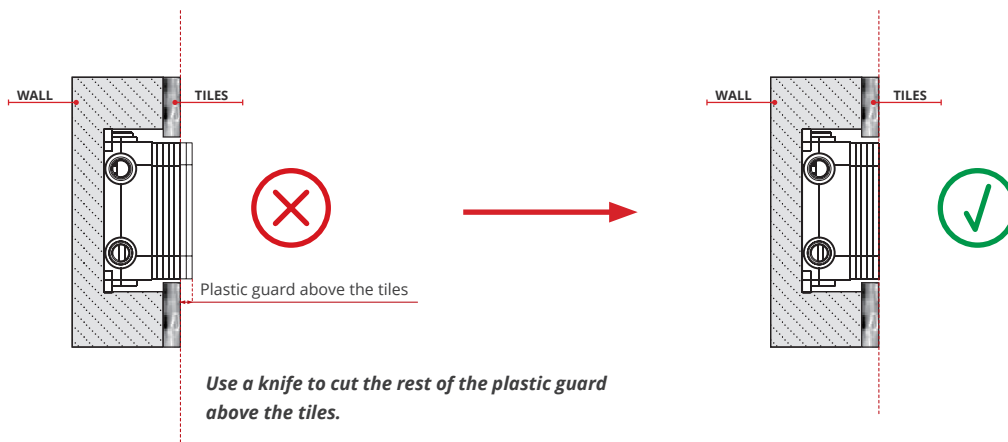 WALL
TILES
WALL
TILES
Plastic guard above the tiles
Use a knife to cut the rest of the plastic guard
above the tiles.